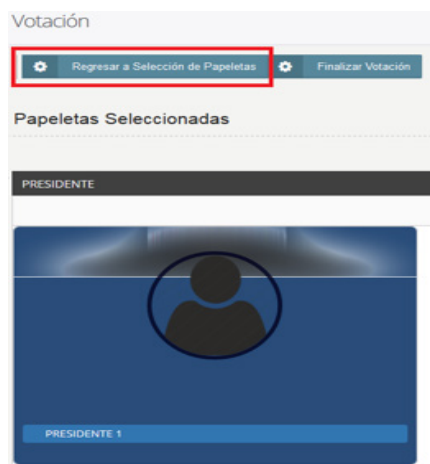 Votación
Regresar a Selección de Papeletas Finalizar Votación
Papeletas Seleccionadas
PRESIDENTE
PRESIDENTE 1